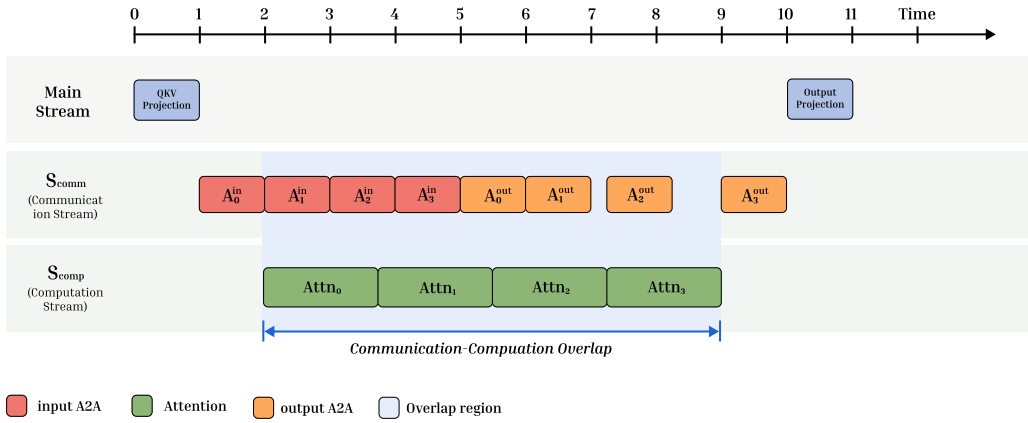 0 1 2 3 4 5 6 7 8 9 10 11 Time
Main
Stream
QKV
Projection
Output
Projection
Scomm
(Communicat
ion Stream)
A₀ⁱⁿ A₁ⁱⁿ A₂ⁱⁿ A₃ⁱⁿ A₀ᵒᵘᵗ A₁ᵒᵘᵗ A₂ᵒᵘᵗ A₃ᵒᵘᵗ
Scomp
(Computation
Stream)
Attn₀ Attn₁ Attn₂ Attn₃
Communication-Compuation Overlap
input A2A Attention output A2A Overlap region